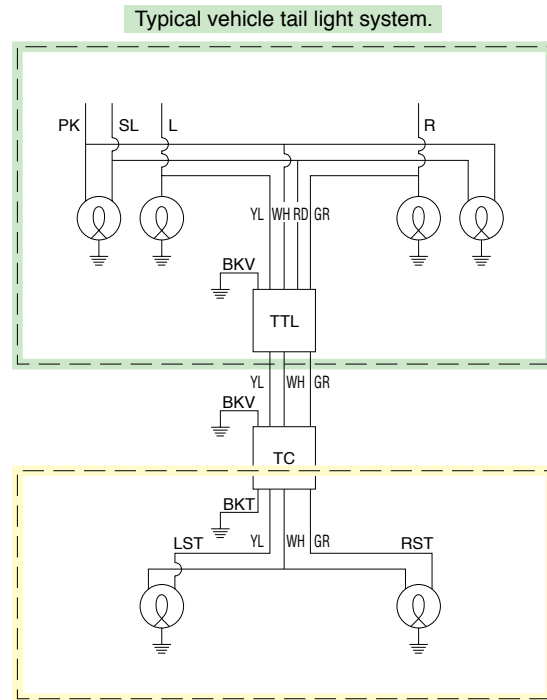 Typical vehicle tail light system.
PK SL L R
YL WH RD GR
BKV
TTL
YL WH GR
BKV
TC
BKT
LST YL WH GR RST